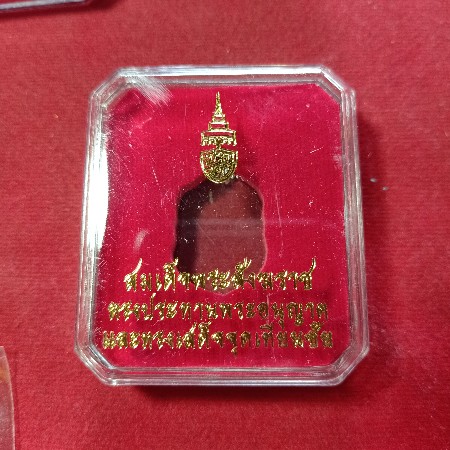 สมเด็จพระสังฆราช
ทรงประทานพระอนุญาต
และทรงเสด็จจุดเทียนชัย